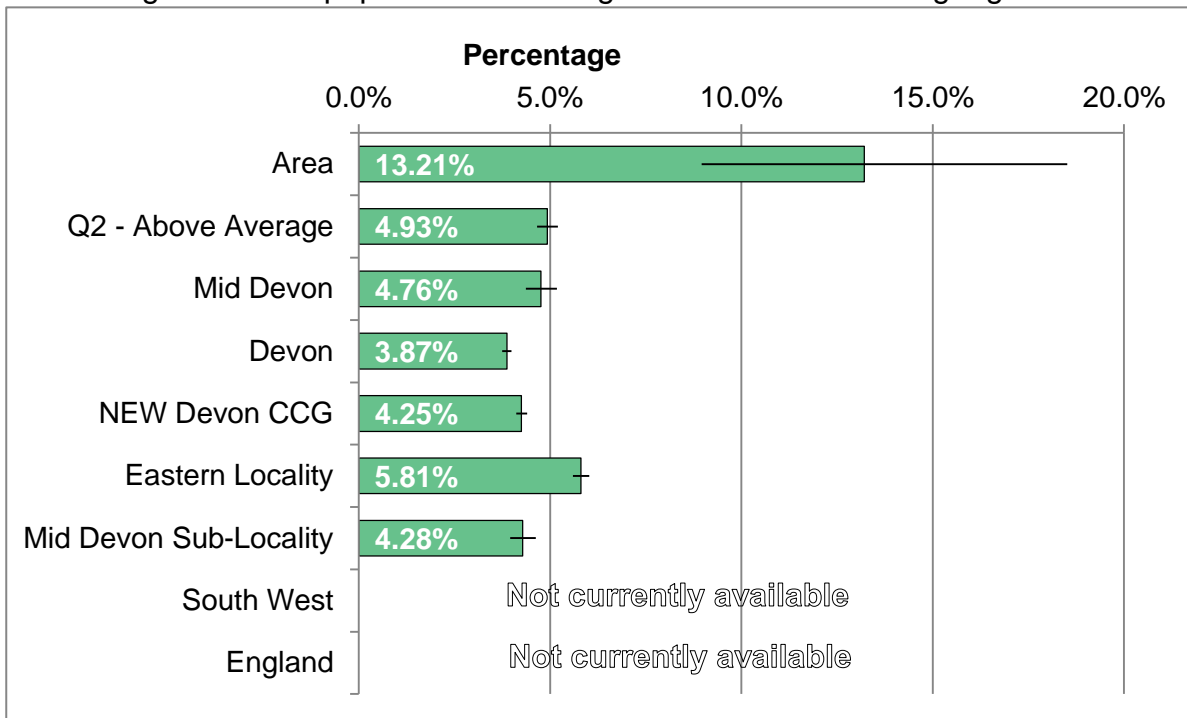 Percentage
0.0% 5.0% 10.0% 15.0% 20.0%
Area 13.21%
Q2 - Above Average 4.93%
Mid Devon 4.76%
Devon 3.87%
NEW Devon CCG 4.25%
Eastern Locality 5.81%
Mid Devon Sub-Locality 4.28%
South West Not currently available
England Not currently available